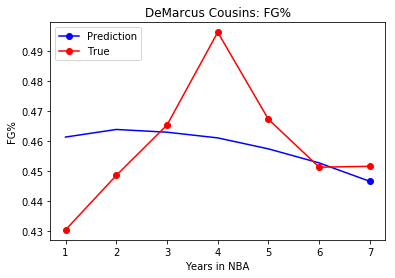 DeMarcus Cousins: FG%
Prediction
True
FG%
0.49
0.48
0.47
0.46
0.45
0.44
0.43
1 2 3 4 5 6 7
Years in NBA